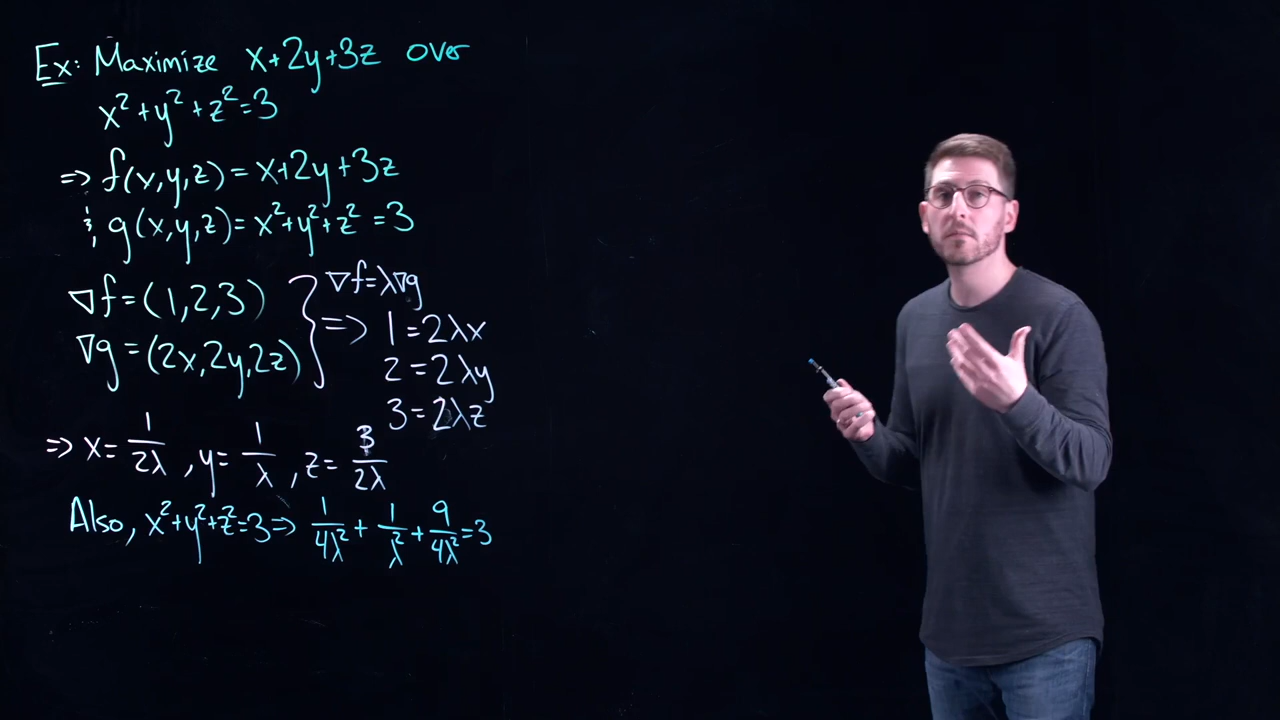 Ex: Maximize x+2y+3z over
x²+y²+z²=3
⇒ f(x,y,z)=x+2y+3z
& g(x,y,z)=x²+y²+z²=3
∇f=(1,2,3)
∇g=(2x,2y,2z)
∇f=λ∇g
⇒ 1=2λx
2=2λy
3=2λz
⇒ x=1/2λ, y=1/λ, z=3/2λ
Also, x²+y²+z²=3⇒ 1/4λ²+1/λ²+9/4λ²=3